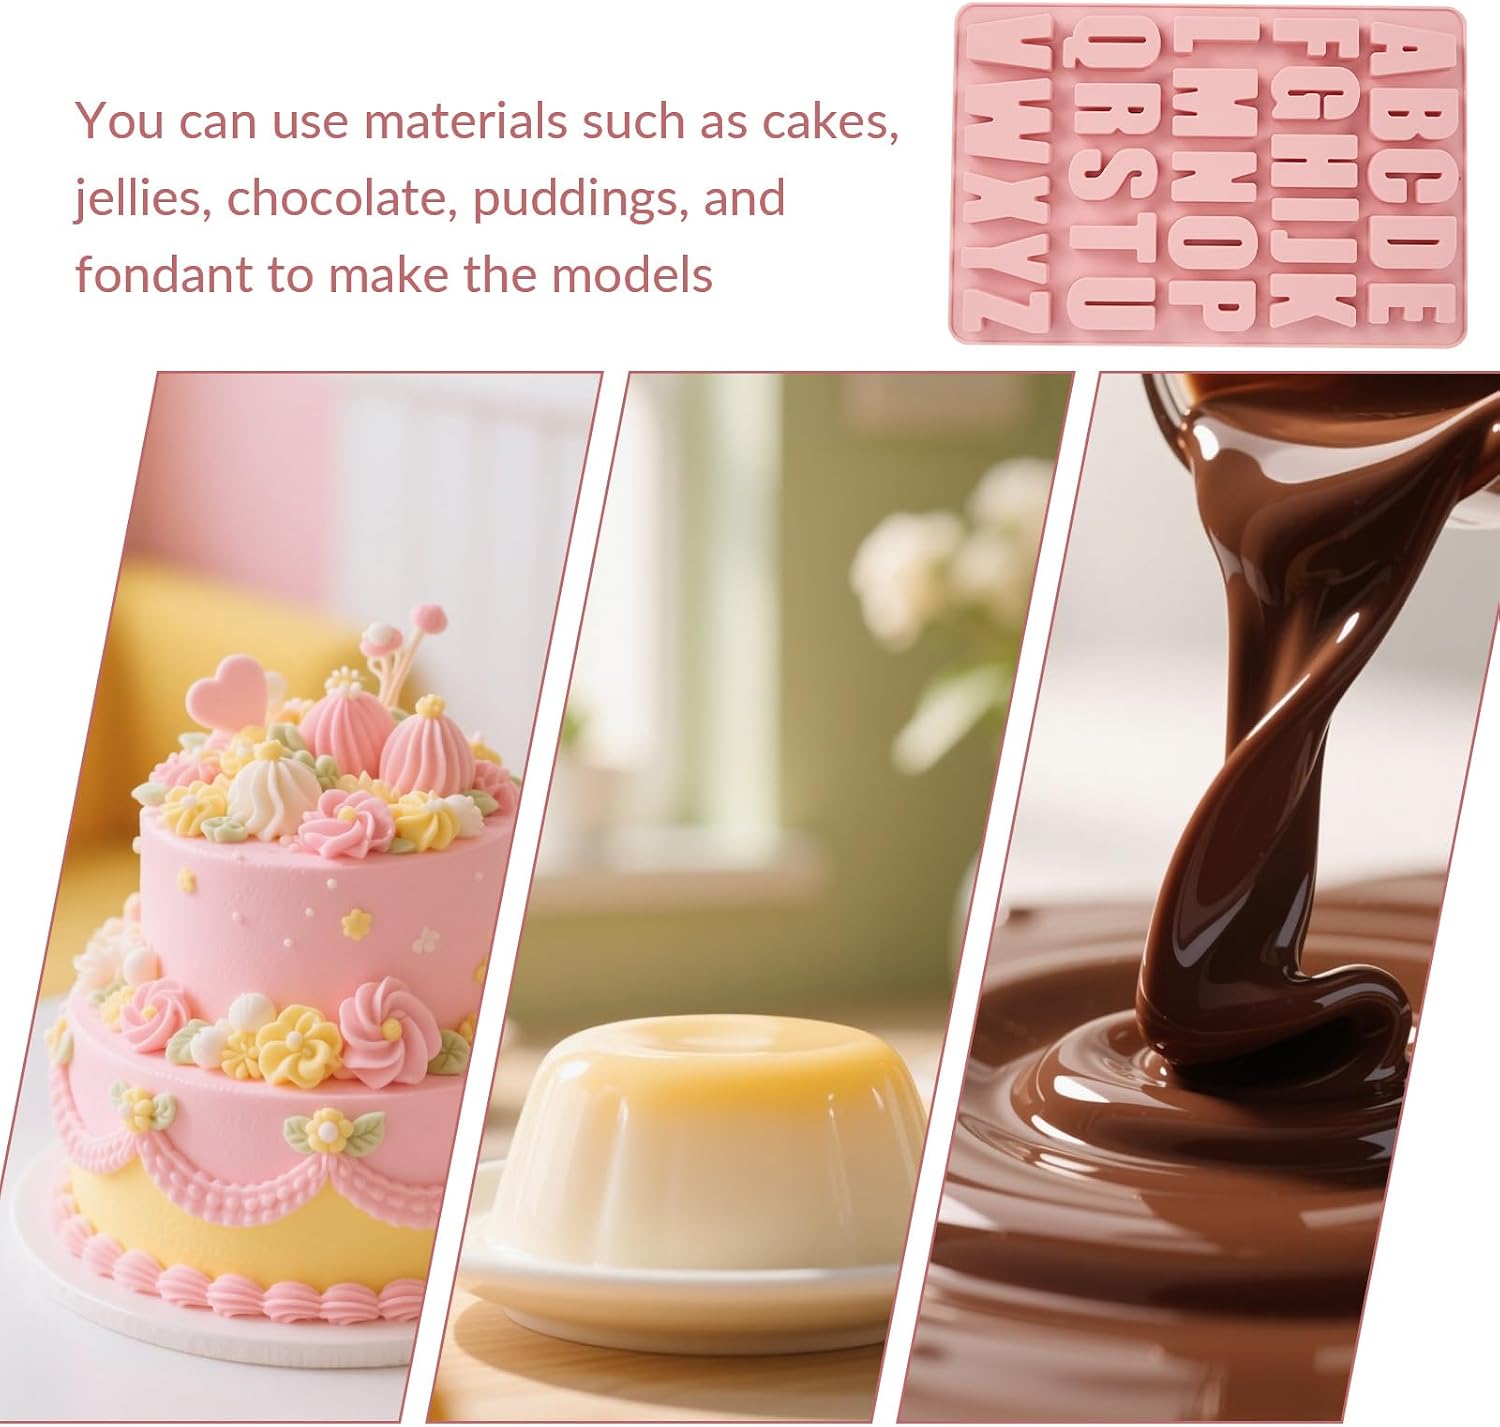 You can use materials such as cakes,
jellies, chocolate, puddings, and
fondant to make the models
A B C D E
F G H I J K
L M N O P
Q R S T U
V W X Y Z